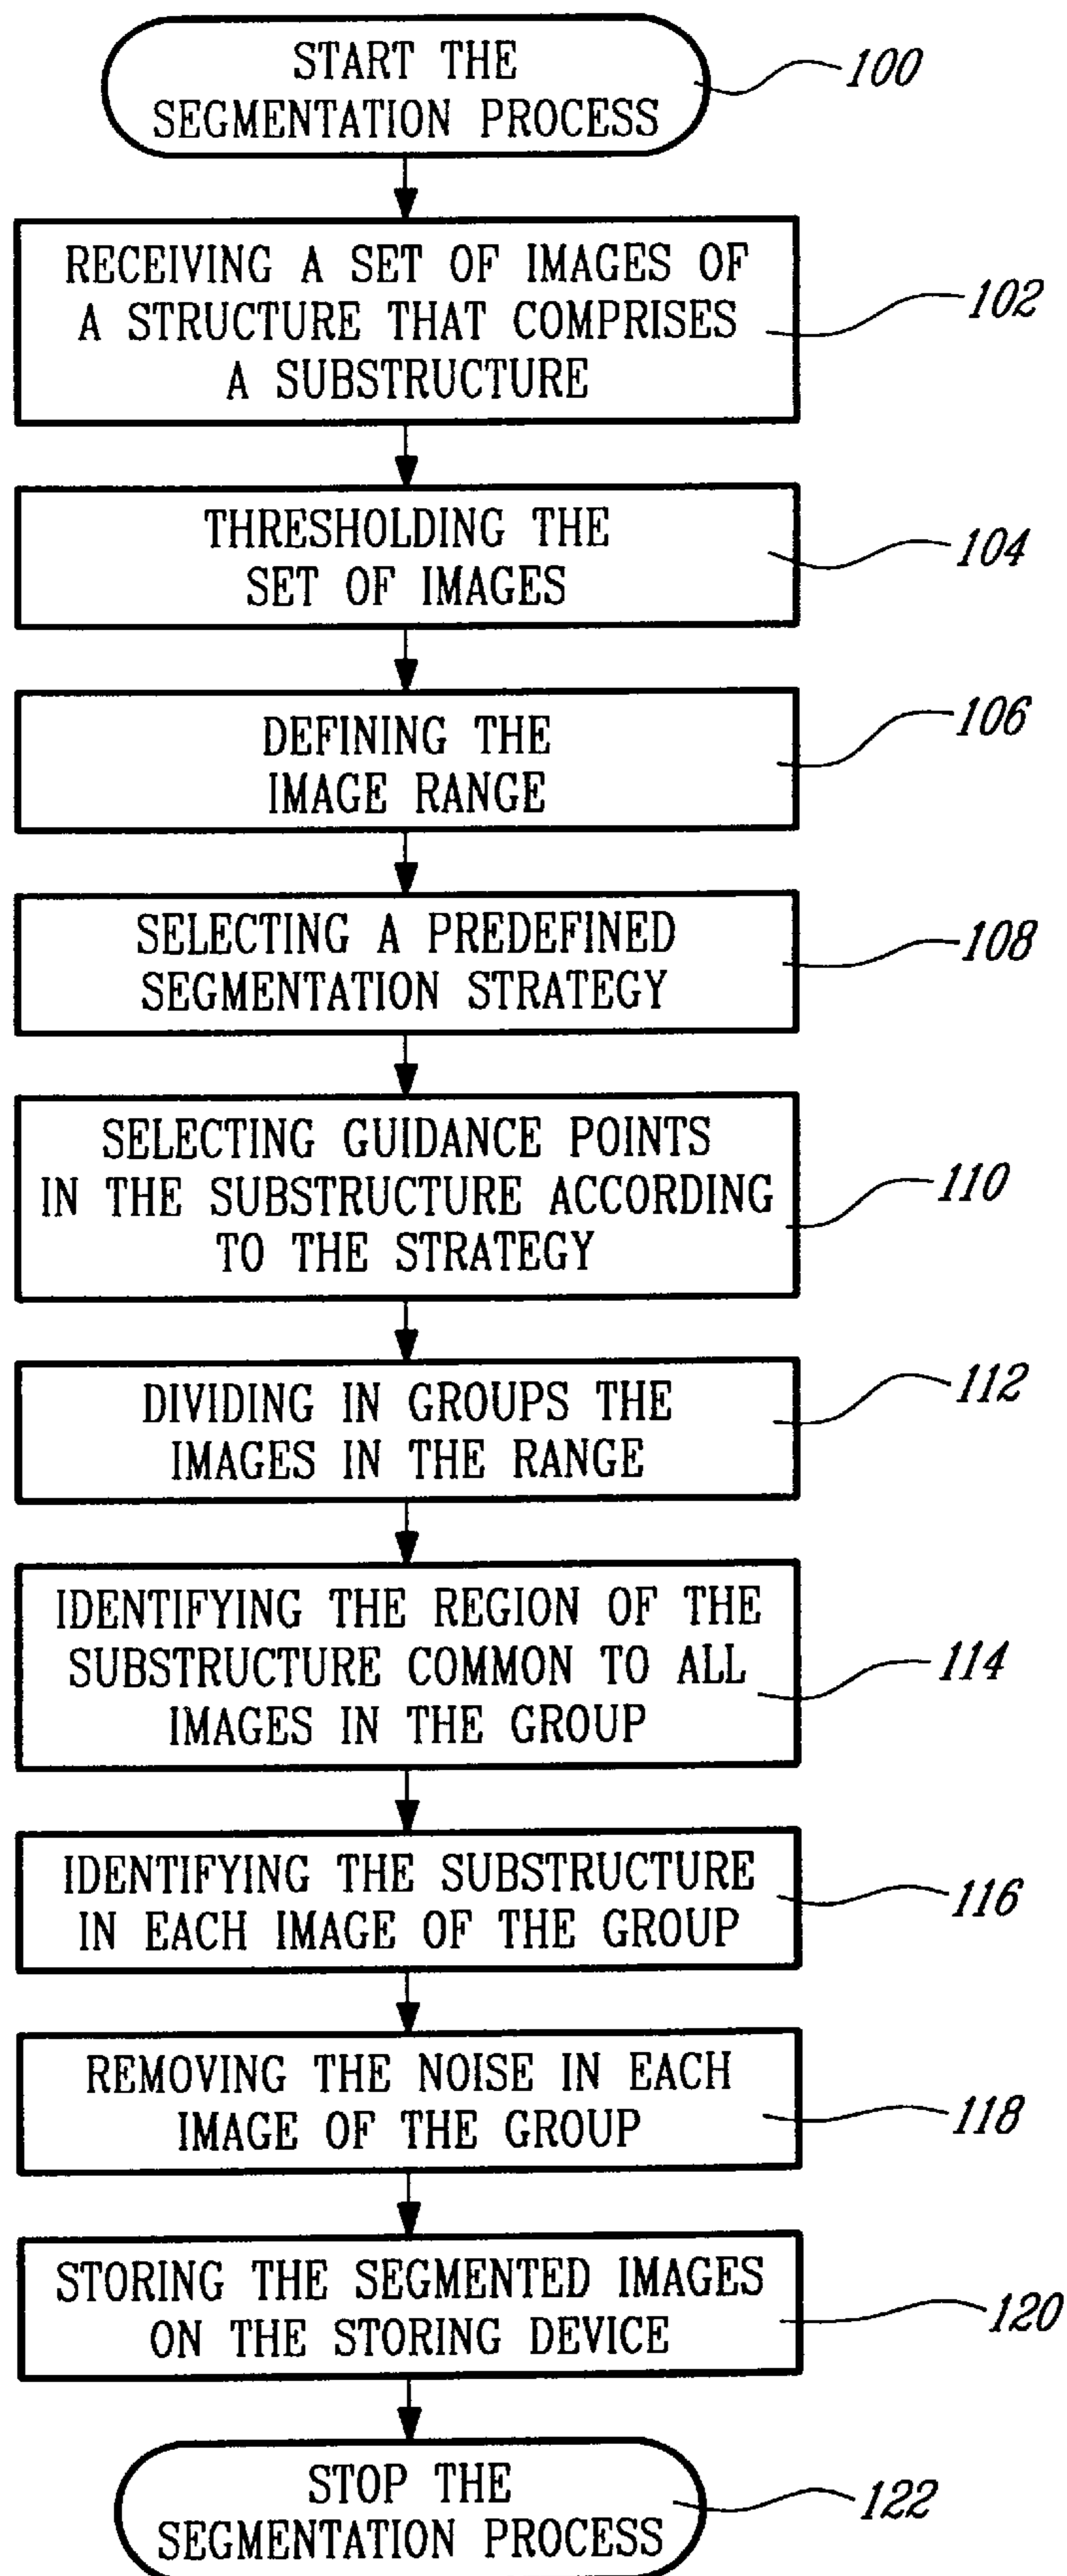 START THE
SEGMENTATION PROCESS
100
RECEIVING A SET OF IMAGES OF
A STRUCTURE THAT COMPRISES
A SUBSTRUCTURE
102
THRESHOLDING THE
SET OF IMAGES
104
DEFINING THE
IMAGE RANGE
106
SELECTING A PREDEFINED
SEGMENTATION STRATEGY
108
SELECTING GUIDANCE POINTS
IN THE SUBSTRUCTURE ACCORDING
TO THE STRATEGY
110
DIVIDING IN GROUPS THE
IMAGES IN THE RANGE
112
IDENTIFYING THE REGION OF THE
SUBSTRUCTURE COMMON TO ALL
IMAGES IN THE GROUP
114
IDENTIFYING THE SUBSTRUCTURE
IN EACH IMAGE OF THE GROUP
116
REMOVING THE NOISE IN EACH
IMAGE OF THE GROUP
118
STORING THE SEGMENTED IMAGES
ON THE STORING DEVICE
120
STOP THE
SEGMENTATION PROCESS
122